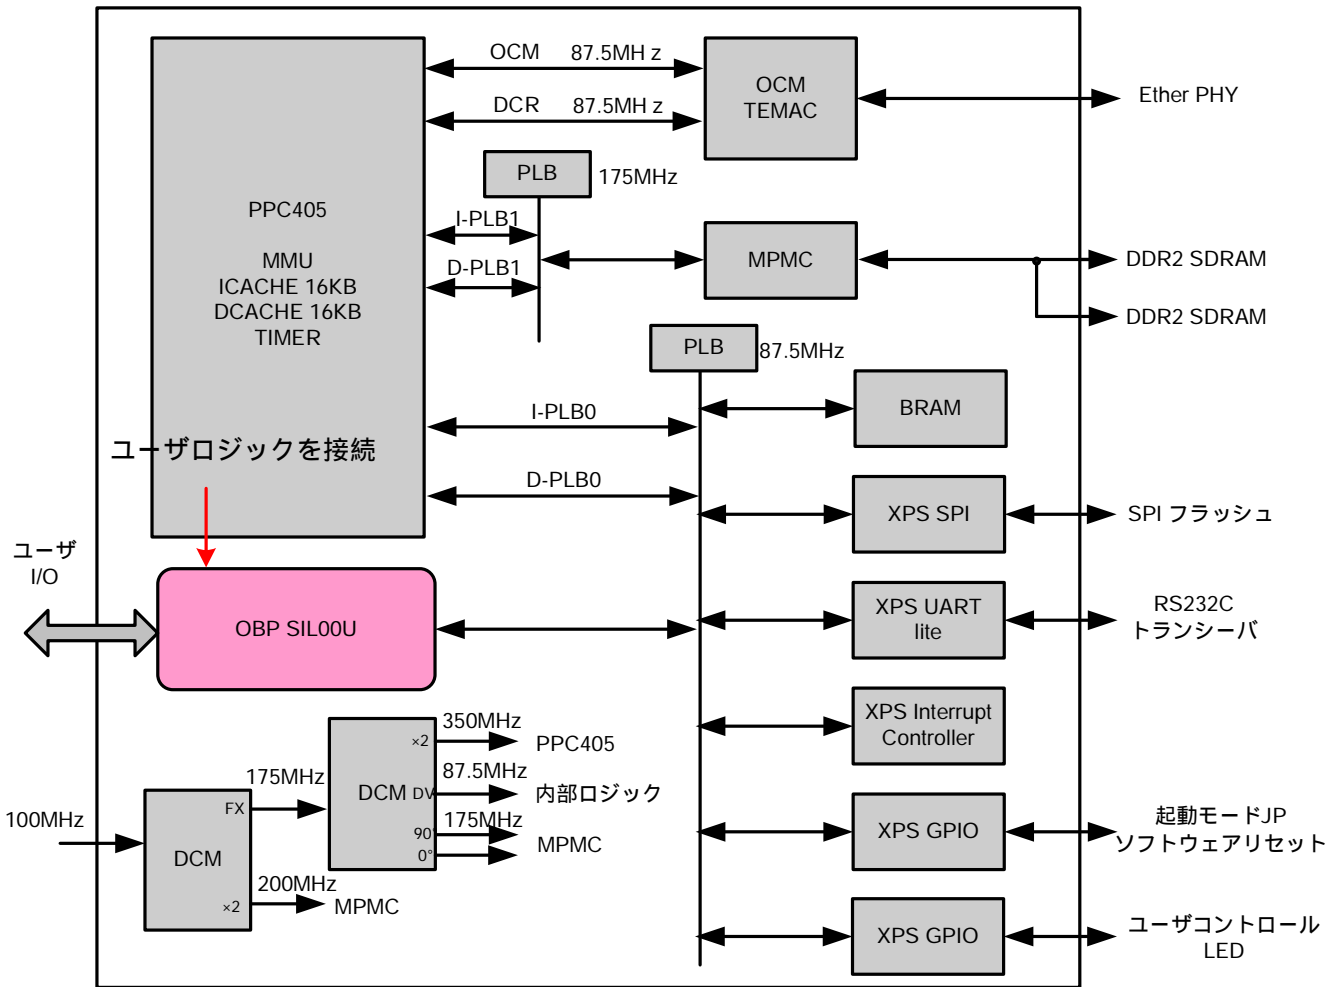 OCM 87.5MH z
DCR 87.5MH z
OCM
TEMAC
Ether PHY
PLB
175MHz
PPC405
MMU
ICACHE 16KB
DCACHE 16KB
TIMER
I-PLB1
D-PLB1
MPMC
DDR2 SDRAM
DDR2 SDRAM
PLB
87.5MHz
I-PLB0
D-PLB0
BRAM
ユーザロジックを接続
XPS SPI
SPI フラッシュ
ユーザ
I/O
OBP SIL00U
XPS UART
lite
RS232C
トランシーバ
XPS Interrupt
Controller
100MHz
DCM
FX
×2
175MHz
200MHz
MPMC
DCM
×2
DV
90°
0°
350MHz
PPC405
87.5MHz
内部ロジック
175MHz
MPMC
XPS GPIO
起動モードJP
ソフトウェアリセット
XPS GPIO
ユーザコントロール
LED